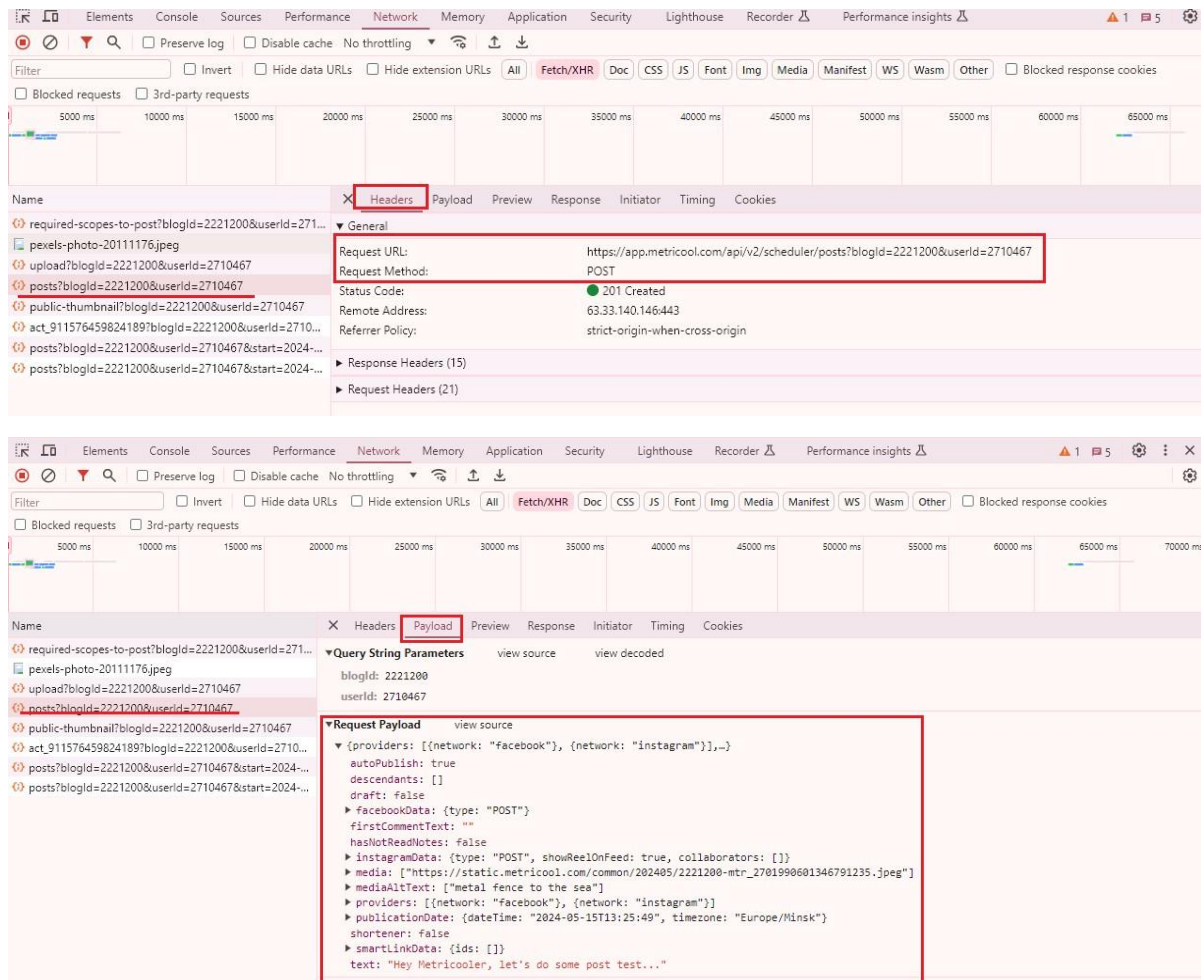 Elements Console Sources Performance Network Memory Application Security Lighthouse Recorder Performance insights 1 5
Preserve log Disable cache No throttling
Filter Invert Hide data URLs Hide extension URLs All Fetch/XHR Doc CSS JS Font Img Media Manifest WS Wasm Other Blocked response cookies
Blocked requests 3rd-party requests
5000 ms 10000 ms 15000 ms 20000 ms 25000 ms 30000 ms 35000 ms 40000 ms 45000 ms 50000 ms 55000 ms 60000 ms 65000 ms
Name
required-scopes-to-post?blogId=2221200&userId=271...
pexels-photo-20111176.jpeg
upload?blogId=2221200&userId=2710467
posts?blogId=2221200&userId=2710467
public-thumbnail?blogId=2221200&userId=2710467
act_911576459824189?blogId=2221200&userId=2710...
posts?blogId=2221200&userId=2710467&start=2024-...
posts?blogId=2221200&userId=2710467&start=2024-...
Headers Payload Preview Response Initiator Timing Cookies
General
Request URL: https://app.metricool.com/api/v2/scheduler/posts?blogId=2221200&userId=2710467
Request Method: POST
Status Code: 201 Created
Remote Address: 63.33.140.146:443
Referrer Policy: strict-origin-when-cross-origin
Response Headers (15)
Request Headers (21)
Elements Console Sources Performance Network Memory Application Security Lighthouse Recorder Performance insights 1 5
Preserve log Disable cache No throttling
Filter Invert Hide data URLs Hide extension URLs All Fetch/XHR Doc CSS JS Font Img Media Manifest WS Wasm Other Blocked response cookies
Blocked requests 3rd-party requests
5000 ms 10000 ms 15000 ms 20000 ms 25000 ms 30000 ms 35000 ms 40000 ms 45000 ms 50000 ms 55000 ms 60000 ms 65000 ms 70000 ms
Name
required-scopes-to-post?blogId=2221200&userId=271...
pexels-photo-20111176.jpeg
upload?blogId=2221200&userId=2710467
posts?blogId=2221200&userId=2710467
public-thumbnail?blogId=2221200&userId=2710467
act_911576459824189?blogId=2221200&userId=2710...
posts?blogId=2221200&userId=2710467&start=2024-...
posts?blogId=2221200&userId=2710467&start=2024-...
Headers Payload Preview Response Initiator Timing Cookies
Query String Parameters view source view decoded
blogId: 2221200
userId: 2710467
Request Payload view source
{providers: [{network: "facebook"}, {network: "instagram"}],…}
autoPublish: true
descendants: []
draft: false
facebookData: {type: "POST"}
firstCommentText: ""
hasNotReadNotes: false
instagramData: {type: "POST", showReelOnFeed: true, collaborators: []}
media: ["https://static.metricool.com/common/202405/2221200-mtr_2701990601346791235.jpeg"]
mediaAltText: ["metal fence to the sea"]
providers: [{network: "facebook"}, {network: "instagram"}]
publicationDate: {dateTime: "2024-05-15T13:25:49", timezone: "Europe/Minsk"}
shortener: false
smartLinkData: {ids: []}
text: "Hey Metricooler, let's do some post test..."